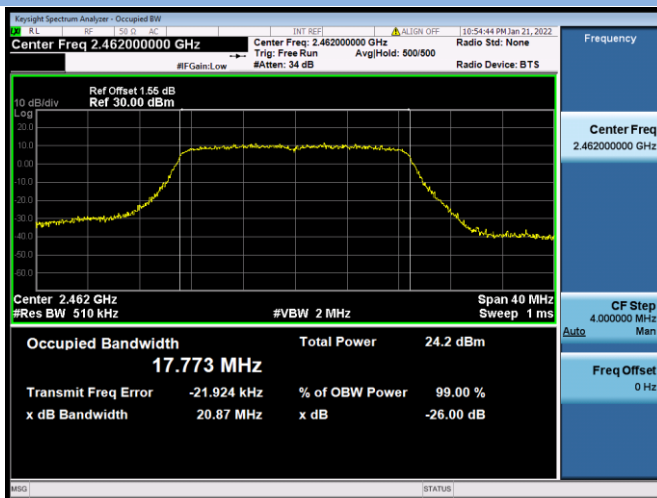 Keysight Spectrum Analyzer - Occupied BW
RL RF 50 Ω AC INT REF ALIGN OFF 10:54:44 PM Jan 21, 2022
Center Freq 2.462000000 GHz
Center Freq: 2.462000000 GHz
Radio Std: None
Trig: Free Run Avg|Hold: 500/500
#IFGain:Low #Atten: 34 dB Radio Device: BTS
Frequency
Ref Offset 1.55 dB
10 dB/div Ref 30.00 dBm
Log
20.0
10.0
0.00
-10.0
-20.0
-30.0
-40.0
-50.0
-60.0
Center 2.462 GHz Span 40 MHz
#Res BW 510 kHz #VBW 2 MHz Sweep 1 ms
Occupied Bandwidth Total Power 24.2 dBm
17.773 MHz
Transmit Freq Error -21.924 kHz % of OBW Power 99.00 %
x dB Bandwidth 20.87 MHz x dB -26.00 dB
Center Freq
2.462000000 GHz
CF Step
4.000000 MHz
Auto Man
Freq Offset
0 Hz
MSG STATUS